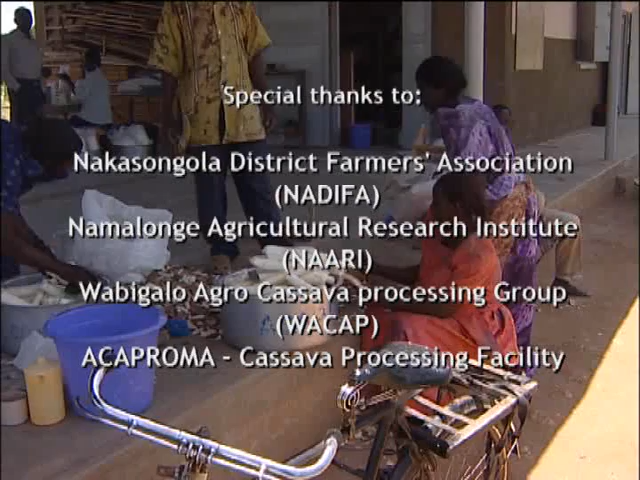 Special thanks to:
Nakasongola District Farmers' Association
(NADIFA)
Namalonge Agricultural Research Institute
(NAARI)
Wabigalo Agro Cassava processing Group
(WACAP)
ACAPROMA - Cassava Processing Facility